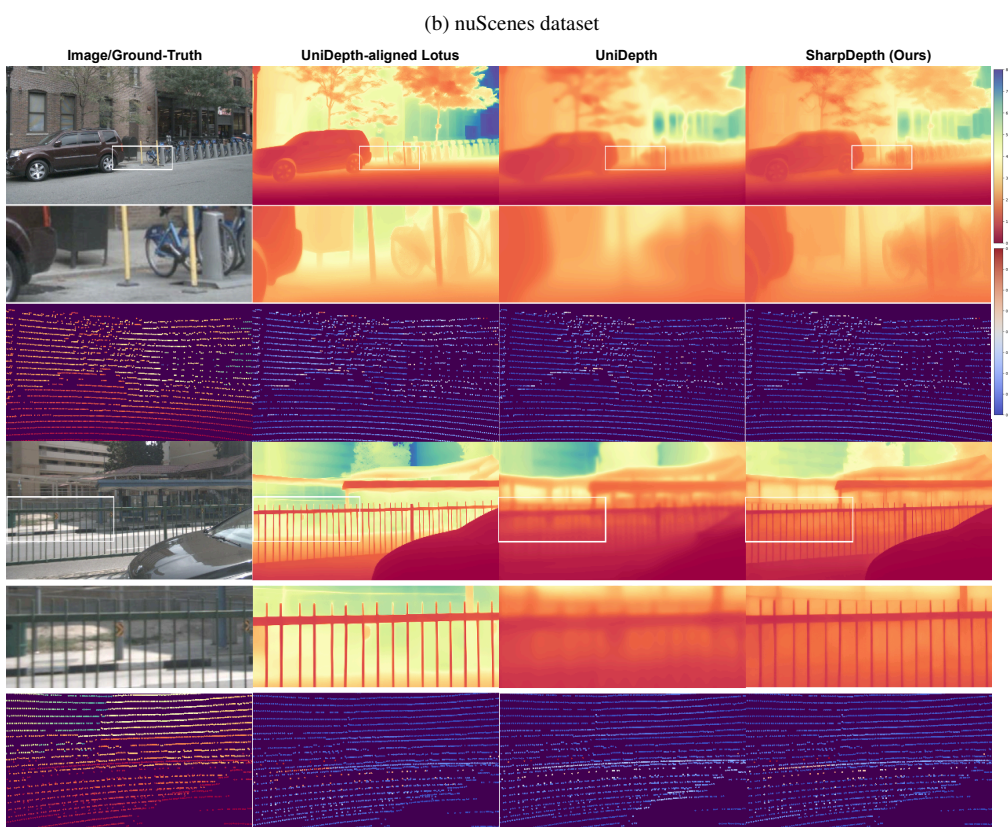 (b) nuScenes dataset
Image/Ground-Truth
UniDepth-aligned Lotus
UniDepth
SharpDepth (Ours)